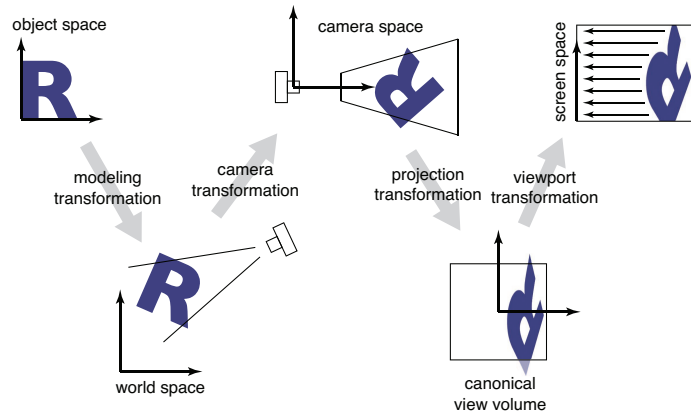 object space
camera space
screen space
modeling
transformation
camera
transformation
projection
transformation
viewport
transformation
world space
canonical
view volume
R
R
R
R
R